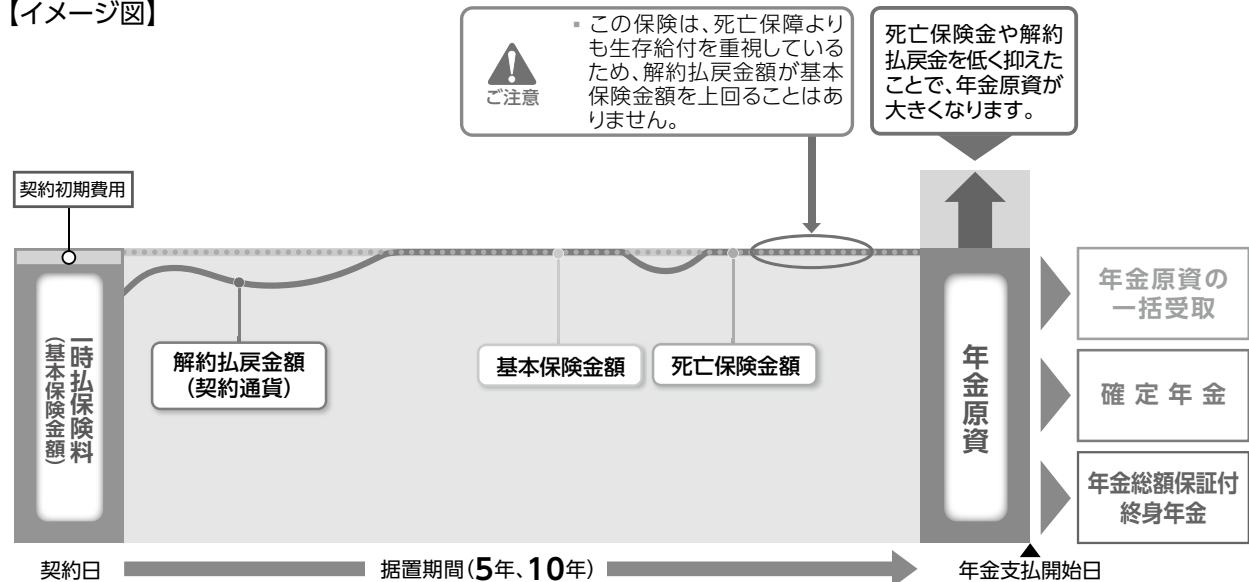 【イメージ図】
ご注意
▪ この保険は、死亡保障より
も生存給付を重視している
ため、解約払戻金額が基本
保険金額を上回ることはあ
りません。
死亡保険金や解約
払戻金を低く抑えた
ことで、年金原資が
大きくなります。
契約初期費用
一時払保険料
(基本保険金額)
解約払戻金額
(契約通貨)
基本保険金額
死亡保険金額
年金原資
年金原資の
一括受取
確定年金
年金総額保証付
終身年金
契約日
据置期間(5年、10年)
年金支払開始日